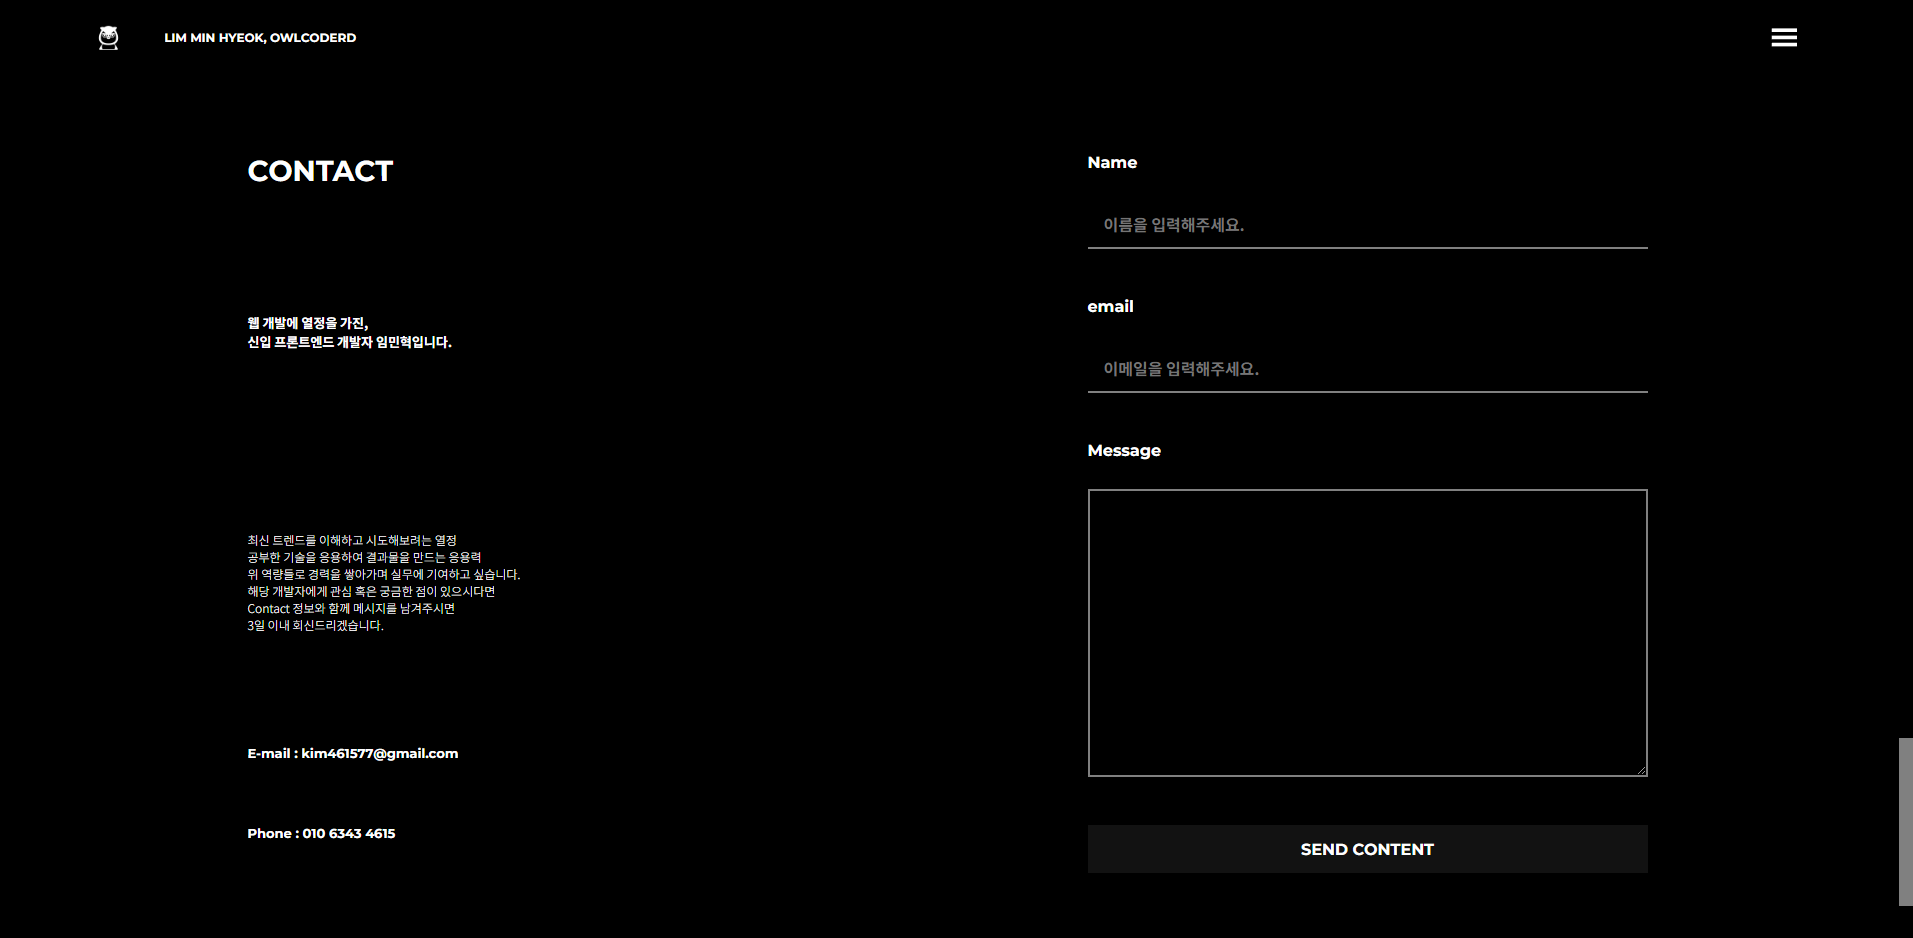 LIM MIN HYEOK, OWLCODERD
CONTACT
웹 개발에 열정을 가진,
신입 프론트엔드 개발자 임민혁입니다.
최신 트렌드를 이해하고 시도해보려는 열정
공부한 기술을 응용하여 결과물을 만드는 응용력
위 역량들로 경력을 쌓아가며 실무에 기여하고 싶습니다.
해당 개발자에게 관심 혹은 궁금한 점이 있으시다면
Contact 정보와 함께 메시지를 남겨주시면
3일 이내 회신드리겠습니다.
E-mail : kim461577@gmail.com
Phone : 010 6343 4615
Name
이름을 입력해주세요.
email
이메일을 입력해주세요.
Message
SEND CONTENT